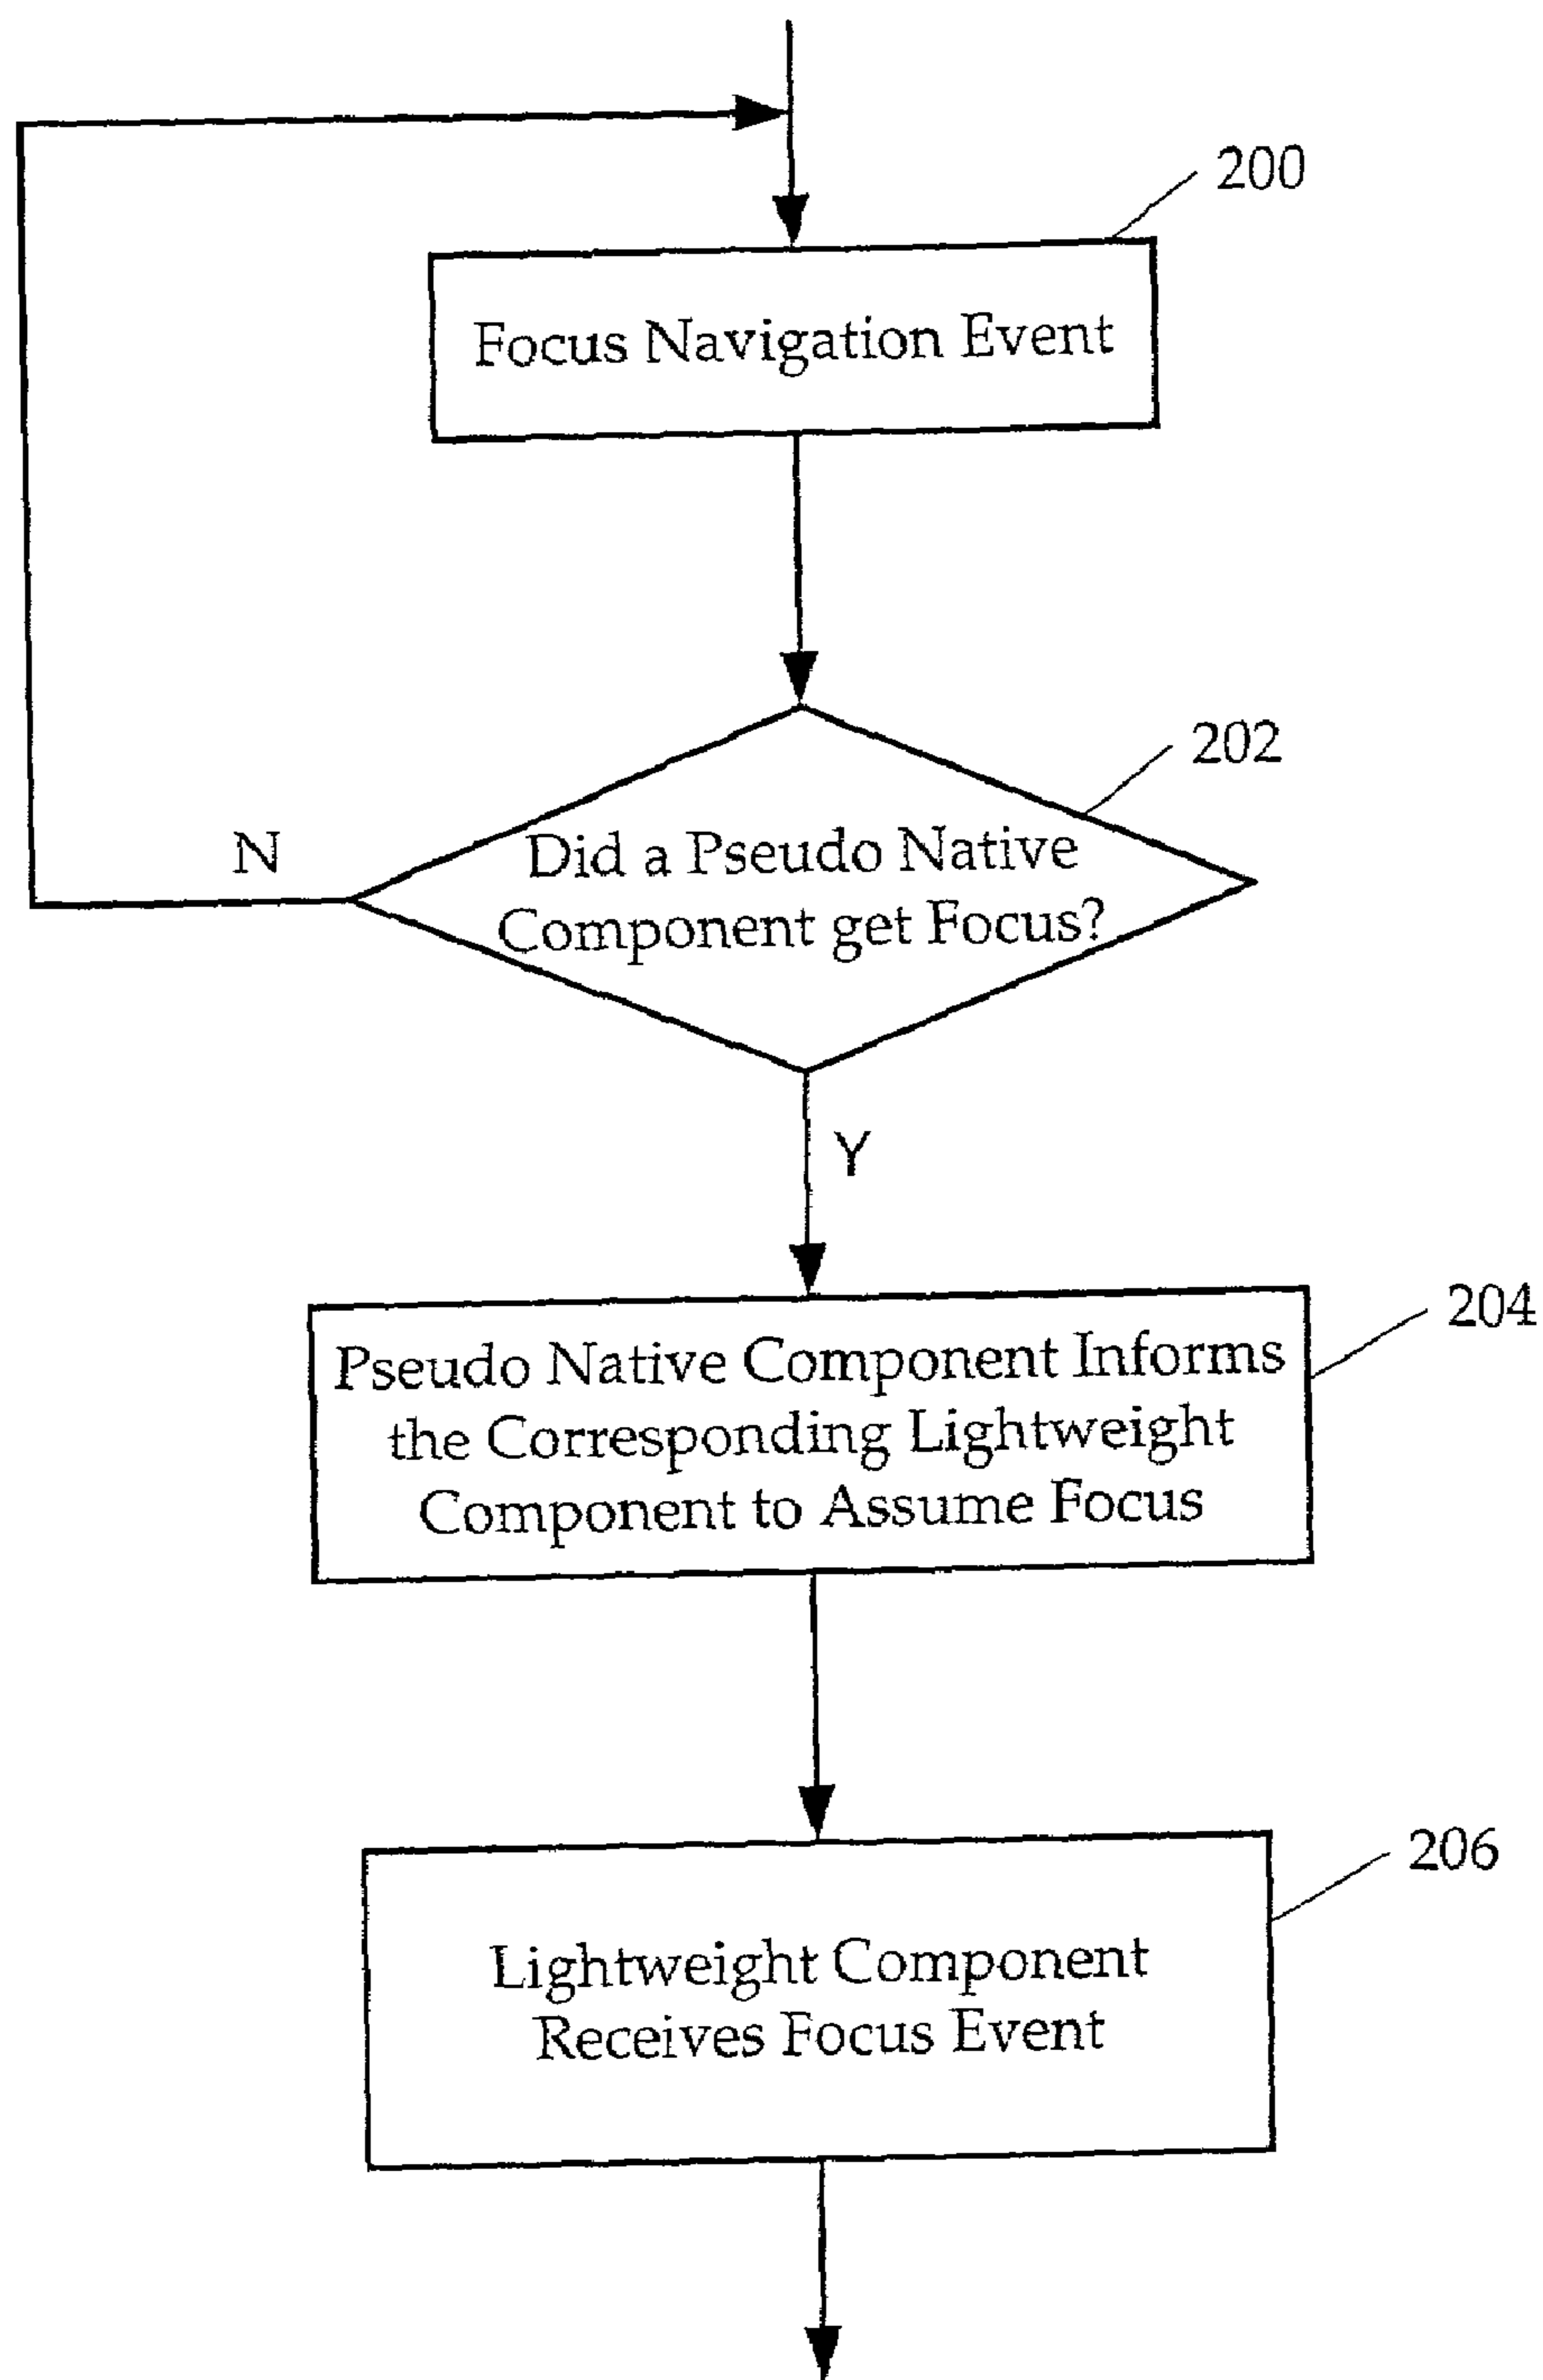 200
Focus Navigation Event
202
N
Did a Pseudo Native
Component get Focus?
Y
204
Pseudo Native Component Informs
the Corresponding Lightweight
Component to Assume Focus
206
Lightweight Component
Receives Focus Event